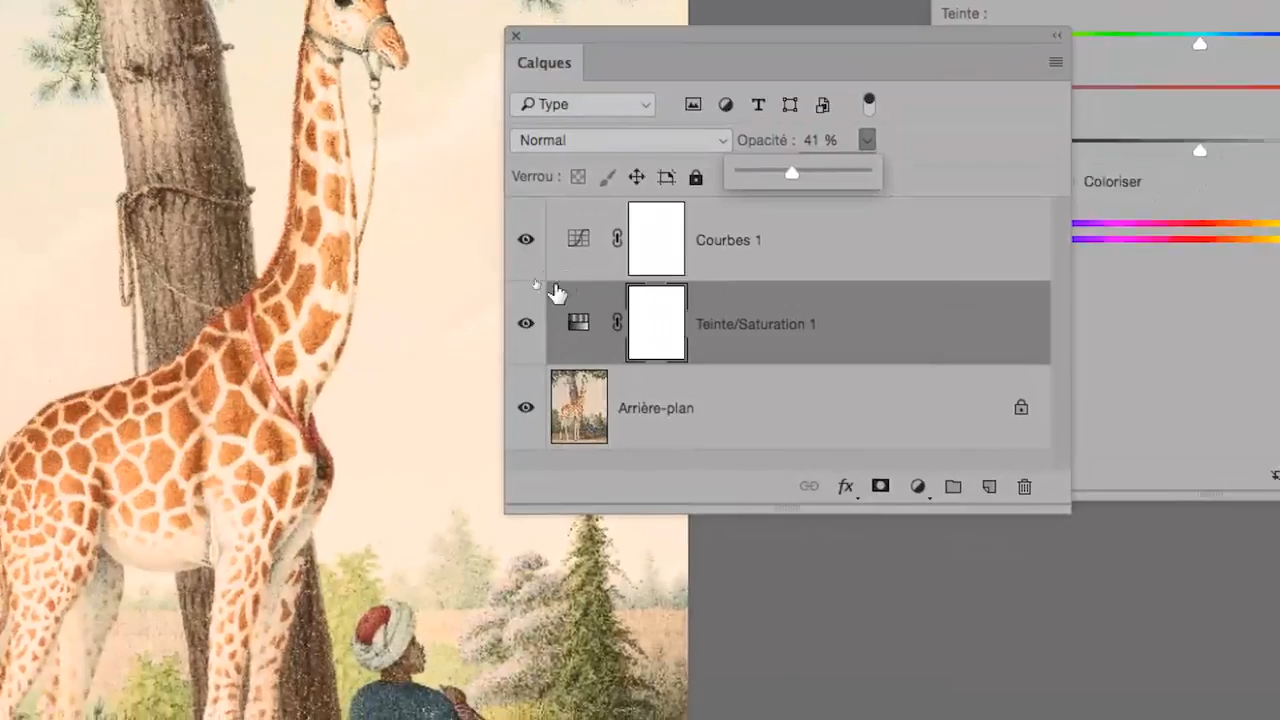 Teinte :
Calques
Type
T
Normal
Opacité : 41 %
Verrou :
Coloriser
Courbes 1
Teinte/Saturation 1
Arrière-plan
fx